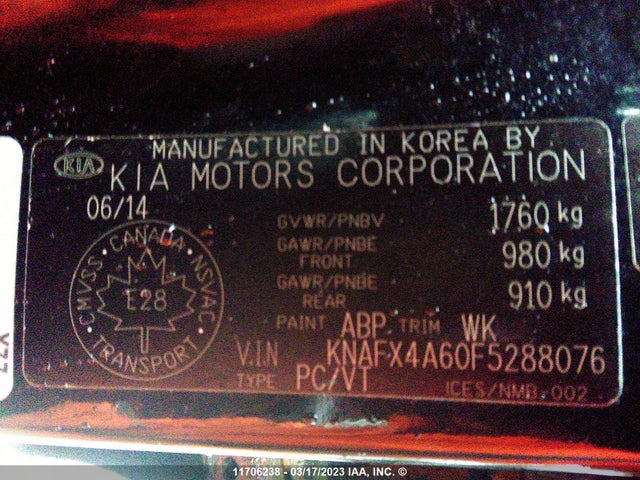 MANUFACTURED IN KOREA BY
KIA KIA MOTORS CORPORATION
06/14
GVWR/PNBV 1760 kg
GAWR/PNBE FRONT 980 kg
GAWR/PNBE REAR 910 kg
CANADA
CMVSS NSVAC
E28
TRANSPORT
PAINT ABP TRIM WK
V.I.N KNAFX4A60F5288076
TYPE PC/VT
ICES/NMB-002
11706238 - 03/17/2023 IAA, INC. ©